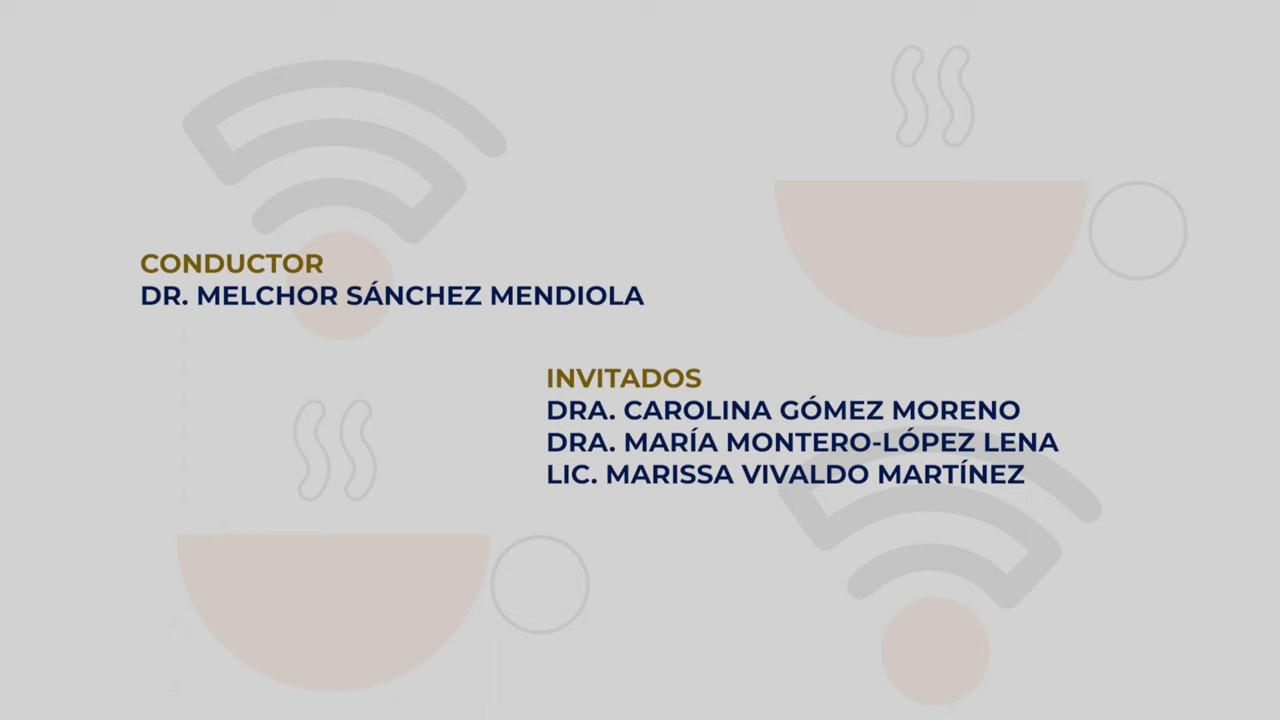 CONDUCTOR
DR. MELCHOR SÁNCHEZ MENDIOLA
INVITADOS
DRA. CAROLINA GÓMEZ MORENO
DRA. MARÍA MONTERO-LÓPEZ LENA
LIC. MARISSA VIVALDO MARTÍNEZ